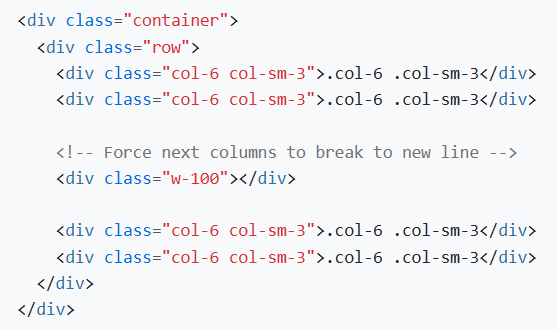 <div class="container">
  <div class="row">
    <div class="col-6 col-sm-3">.col-6 .col-sm-3</div>
    <div class="col-6 col-sm-3">.col-6 .col-sm-3</div>

    <!-- Force next columns to break to new line -->
    <div class="w-100"></div>

    <div class="col-6 col-sm-3">.col-6 .col-sm-3</div>
    <div class="col-6 col-sm-3">.col-6 .col-sm-3</div>
  </div>
</div>